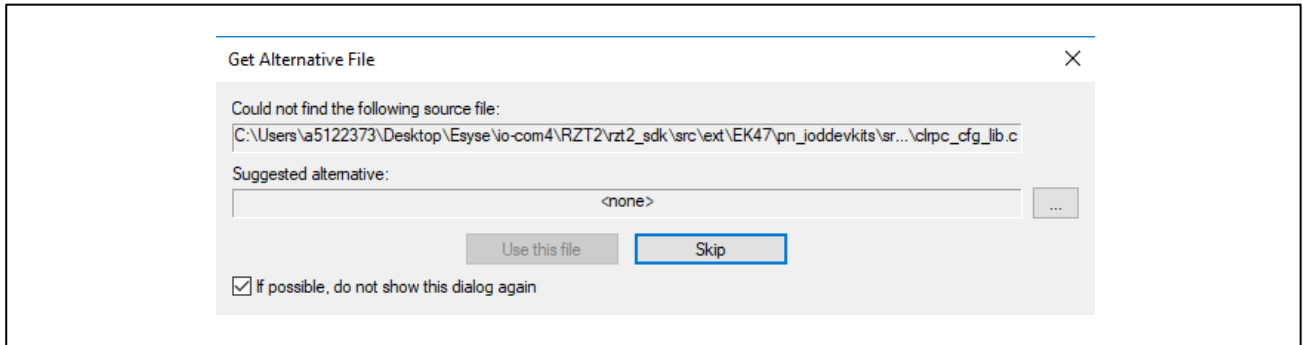 Get Alternative File
Could not find the following source file:
C:\Users\a5122373\Desktop\Esyse\io-com4\RZT2\rzt2_sdk\src\ext\EK47\pn_ioddevkits\sr...\clrpc_cfg_lib.c
Suggested alternative:
<none>
...
Use this file
Skip
If possible, do not show this dialog again